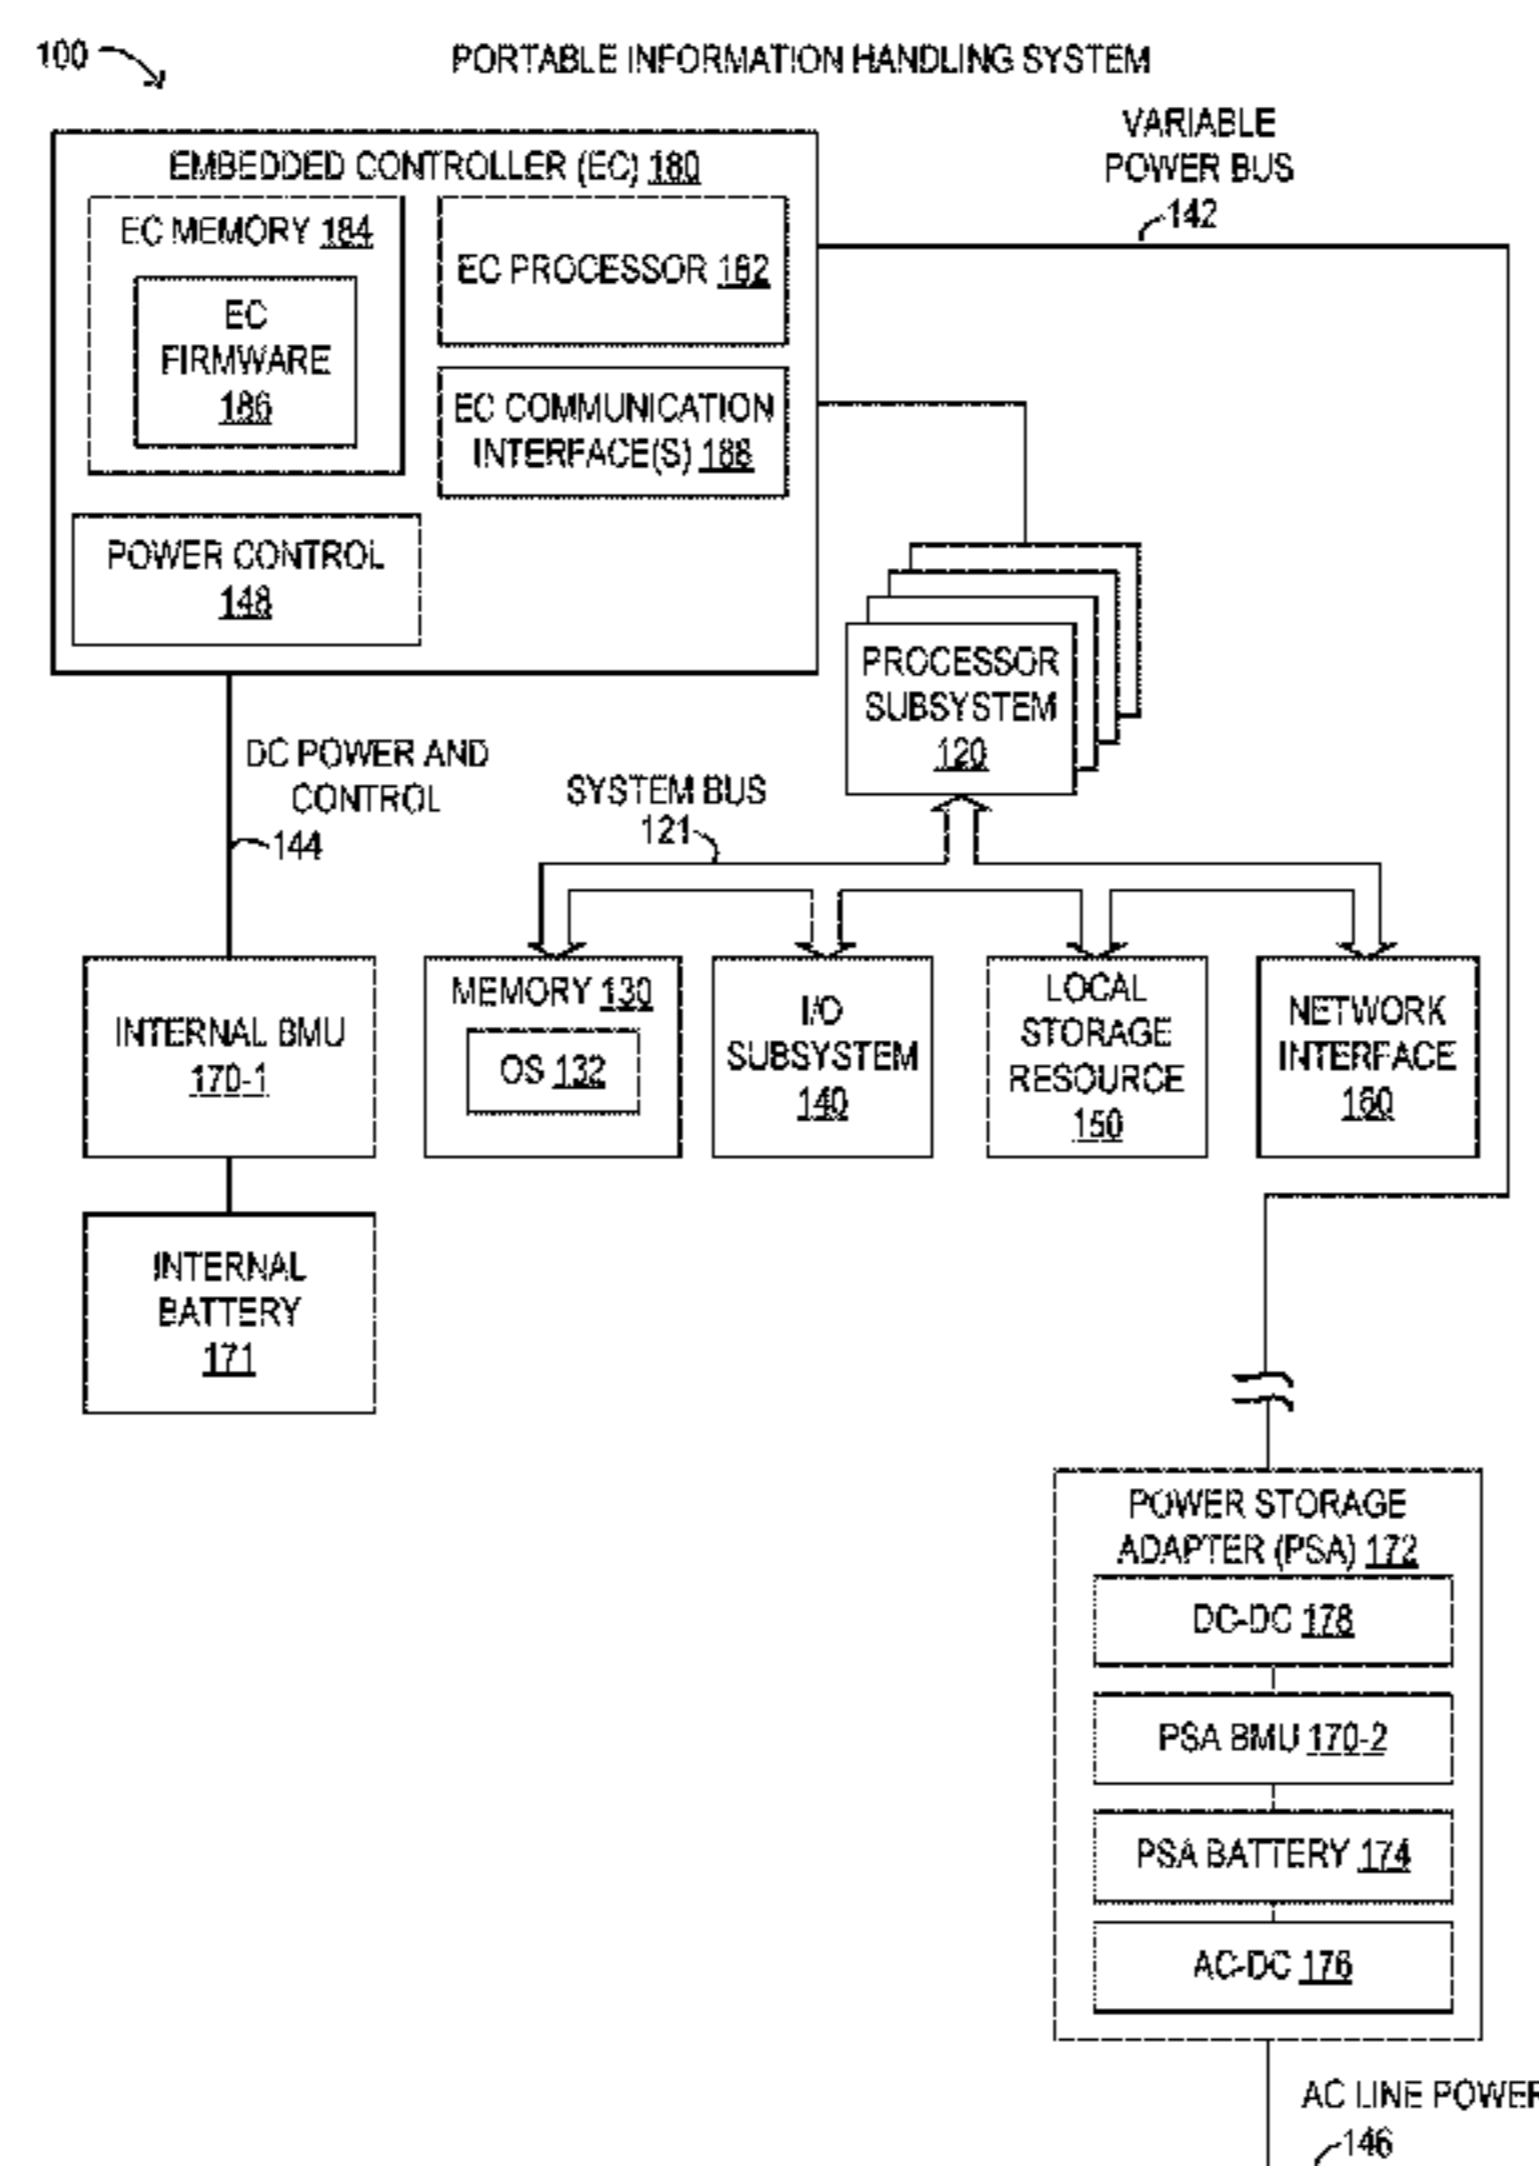 100
PORTABLE INFORMATION HANDLING SYSTEM
VARIABLE
POWER BUS
142
EMBEDDED CONTROLLER (EC) 180
EC MEMORY 184
EC
FIRMWARE
186
EC PROCESSOR 182
EC COMMUNICATION
INTERFACE(S) 188
POWER CONTROL
148
PROCESSOR
SUBSYSTEM
120
DC POWER AND
CONTROL
144
SYSTEM BUS
121
INTERNAL BMU
170-1
MEMORY 130
OS 132
I/O
SUBSYSTEM
140
LOCAL
STORAGE
RESOURCE
150
NETWORK
INTERFACE
160
INTERNAL
BATTERY
171
POWER STORAGE
ADAPTER (PSA) 172
DC-DC 178
PSA BMU 170-2
PSA BATTERY 174
AC-DC 176
AC LINE POWER
146